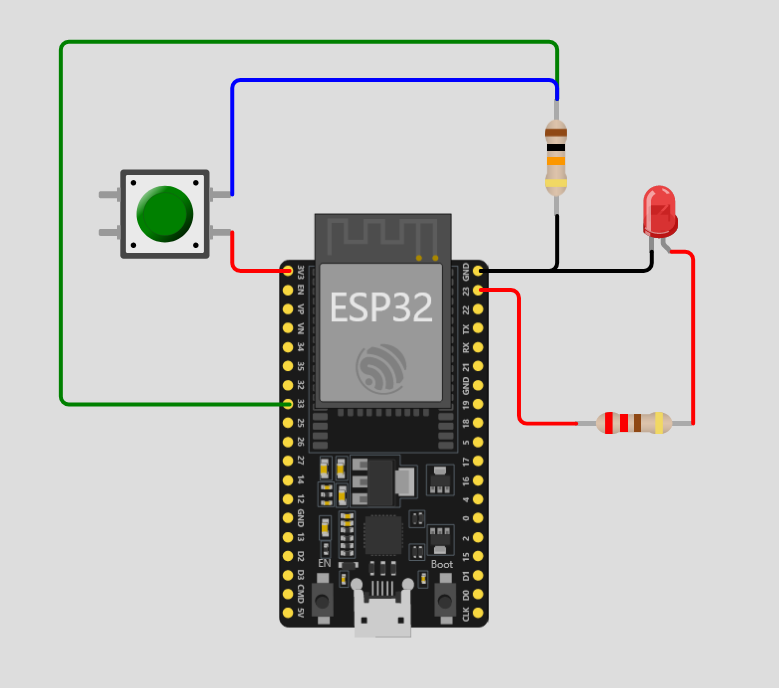 ESP32
3V3
EN
VP
VN
34
35
32
33
25
26
27
14
12
GND
13
D2
D3
CMD
5V
GND
23
22
TX
RX
21
GND
19
18
5
17
16
4
0
2
15
D1
D0
CLK
EN
Boot